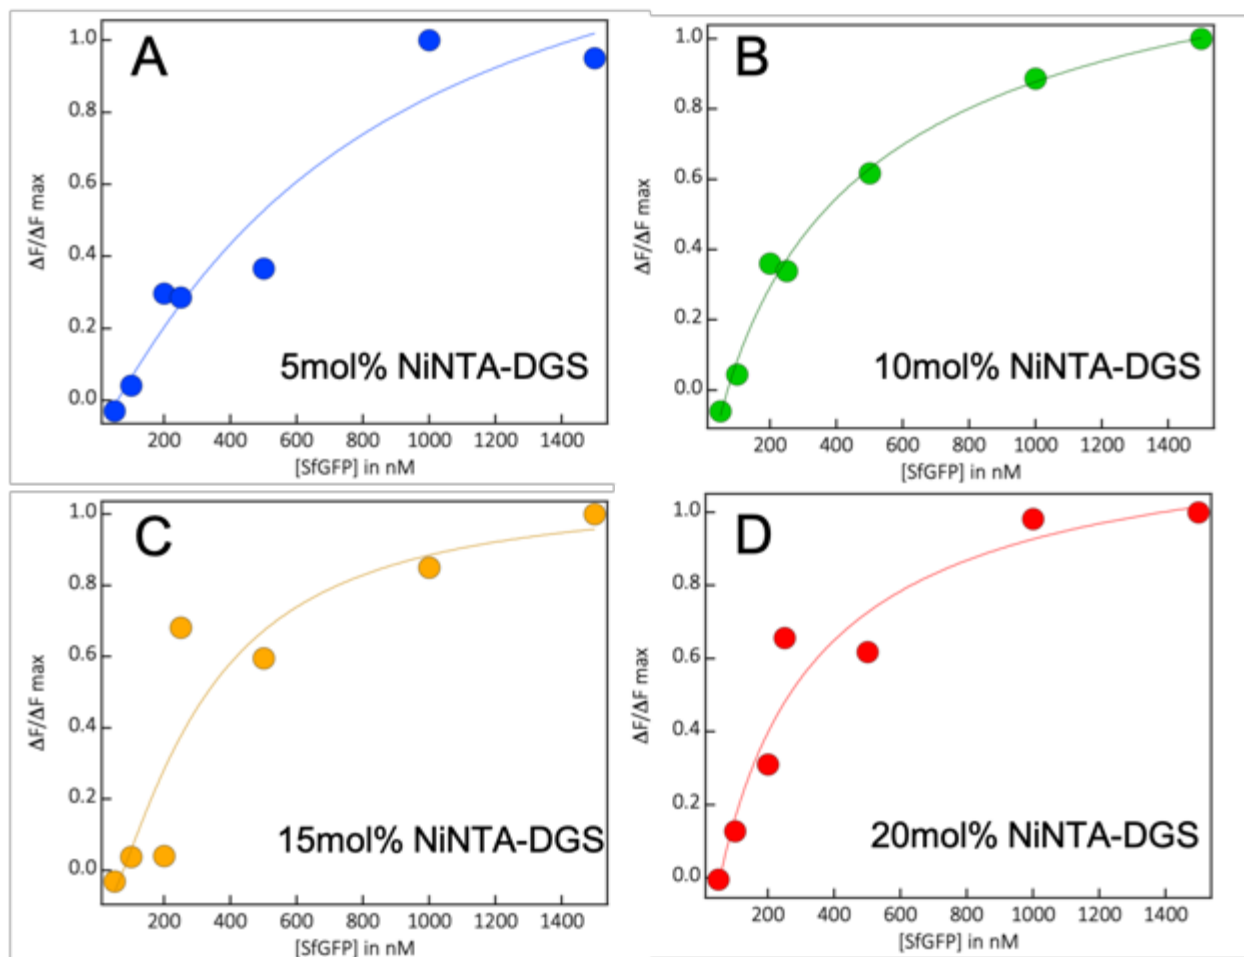 A
1.0
0.8
0.6
0.4
0.2
0.0
ΔF/ΔF max
5mol% NiNTA-DGS
200 400 600 800 1000 1200 1400
[SfGFP] in nM
B
1.0
0.8
0.6
0.4
0.2
0.0
ΔF/ΔF max
10mol% NiNTA-DGS
200 400 600 800 1000 1200 1400
[SfGFP] in nM
C
1.0
0.8
0.6
0.4
0.2
0.0
ΔF/ΔF max
15mol% NiNTA-DGS
200 400 600 800 1000 1200 1400
[SfGFP] in nM
D
1.0
0.8
0.6
0.4
0.2
0.0
ΔF/ΔF max
20mol% NiNTA-DGS
200 400 600 800 1000 1200 1400
[SfGFP] in nM